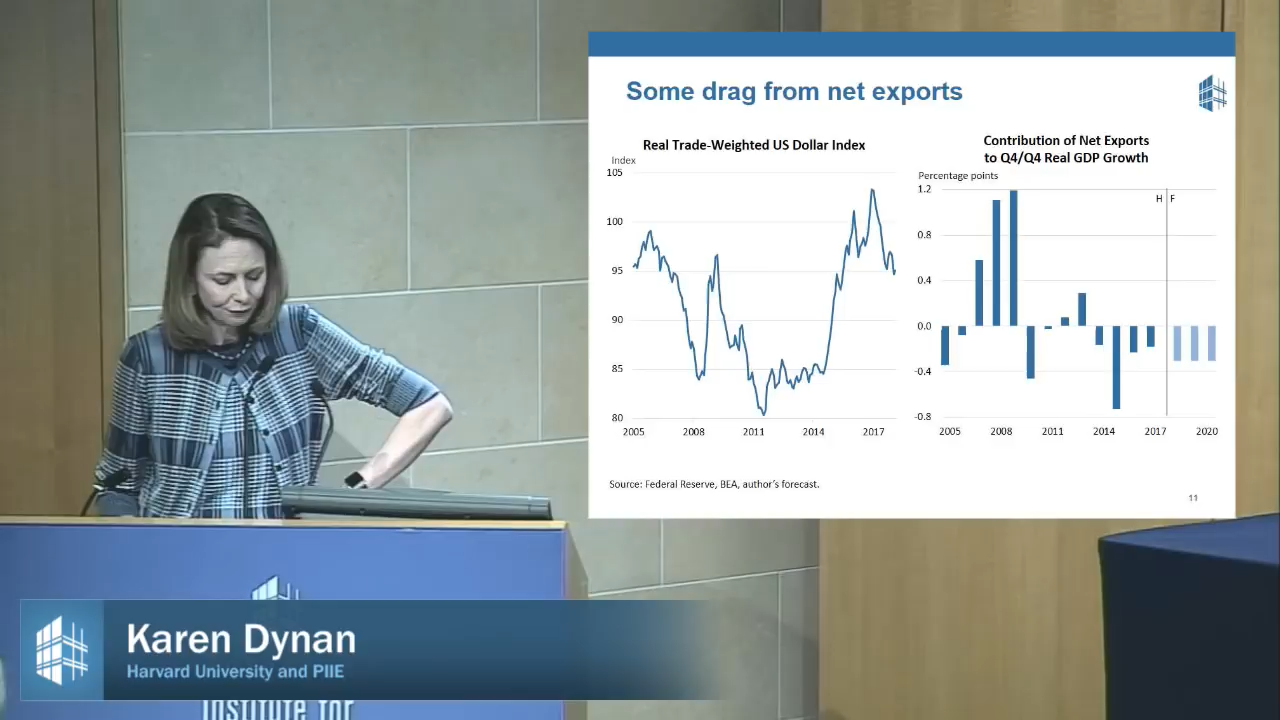 Some drag from net exports
Real Trade-Weighted US Dollar Index
Index
105
100
95
90
85
80
2005
2008
2011
2014
2017
Contribution of Net Exports
to Q4/Q4 Real GDP Growth
Percentage points
1.2
0.8
0.4
0.0
-0.4
-0.8
H
F
2005
2008
2011
2014
2017
2020
Source: Federal Reserve, BEA, author's forecast.
11
Karen Dynan
Harvard University and PIIE
Institute for